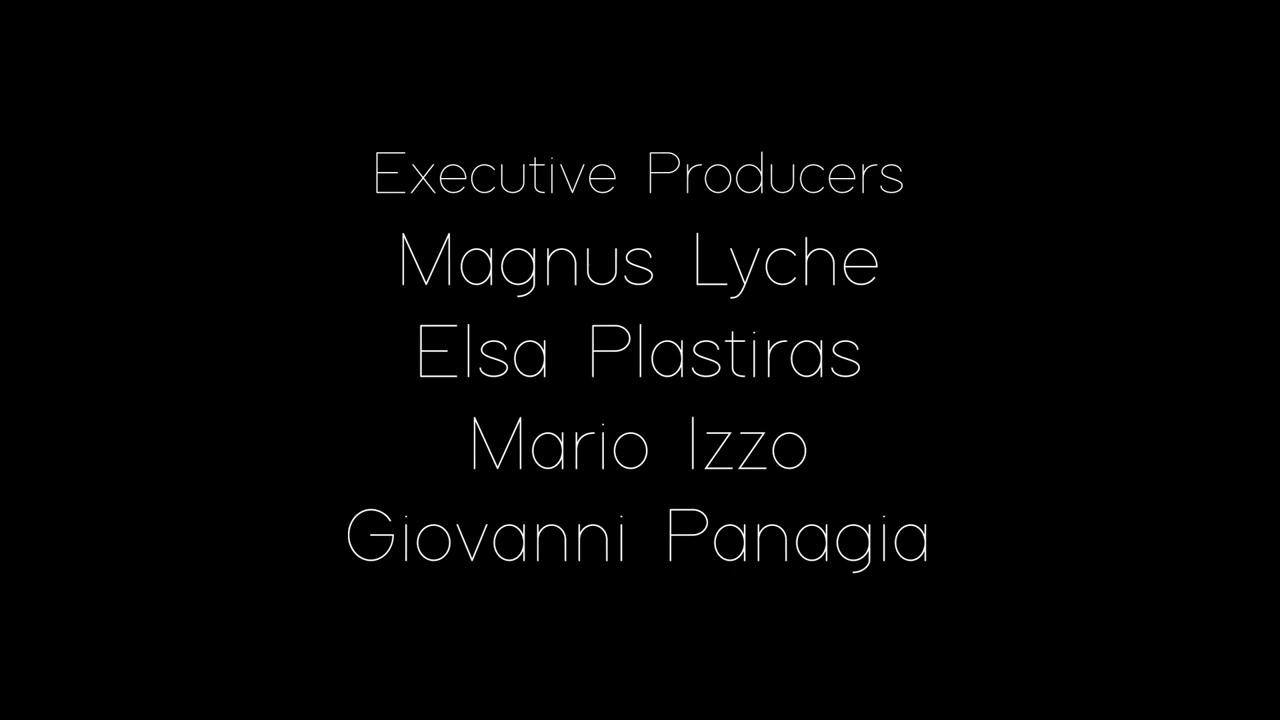 Executive Producers
Magnus Lyche
Elsa Plastiras
Mario Izzo
Giovanni Panagia